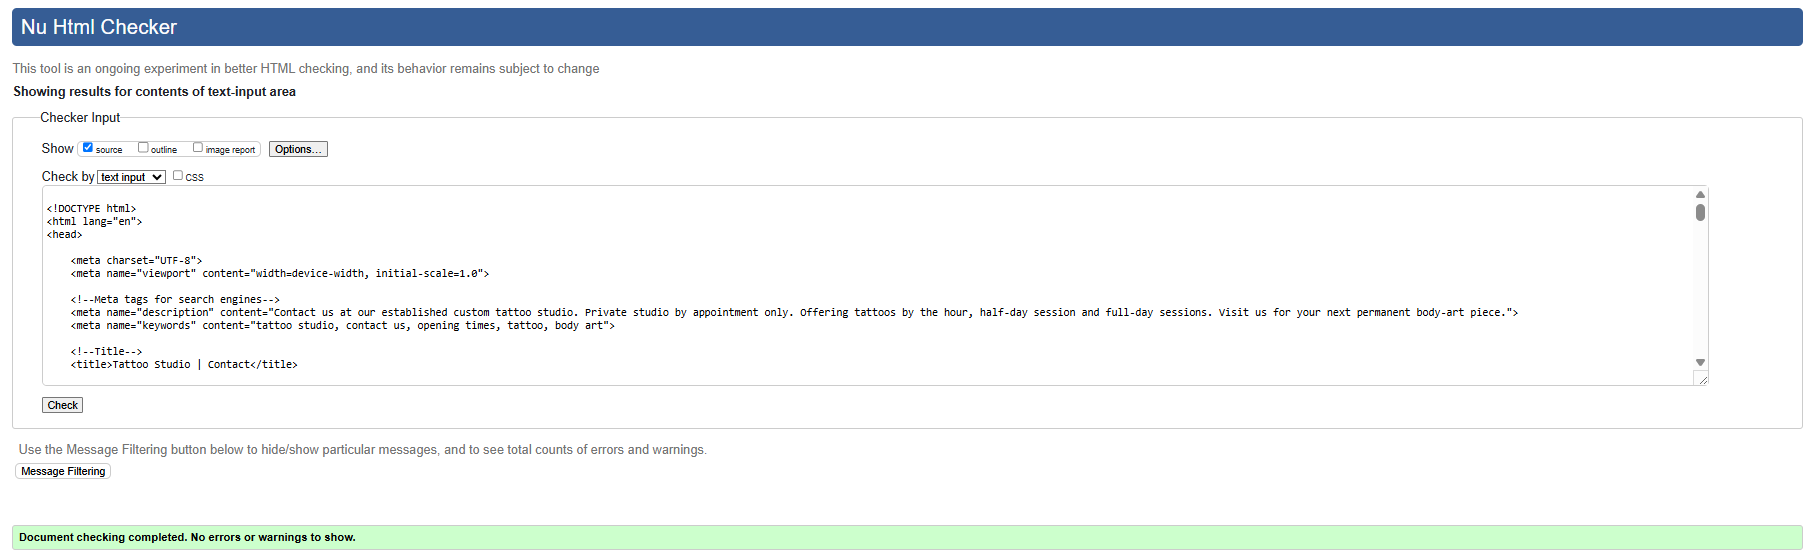 Nu Html Checker
This tool is an ongoing experiment in better HTML checking, and its behavior remains subject to change
Showing results for contents of text-input area
Checker Input
Show source outline image report Options...
Check by text input css
<!DOCTYPE html>
<html lang="en">
<head>
<meta charset="UTF-8">
<meta name="viewport" content="width=device-width, initial-scale=1.0">
<!--Meta tags for search engines-->
<meta name="description" content="Contact us at our established custom tattoo studio. Private studio by appointment only. Offering tattoos by the hour, half-day session and full-day sessions. Visit us for your next permanent body-art piece.">
<meta name="keywords" content="tattoo studio, contact us, opening times, tattoo, body art">
<!--Title-->
<title>Tattoo Studio | Contact</title>
Check
Use the Message Filtering button below to hide/show particular messages, and to see total counts of errors and warnings.
Message Filtering
Document checking completed. No errors or warnings to show.